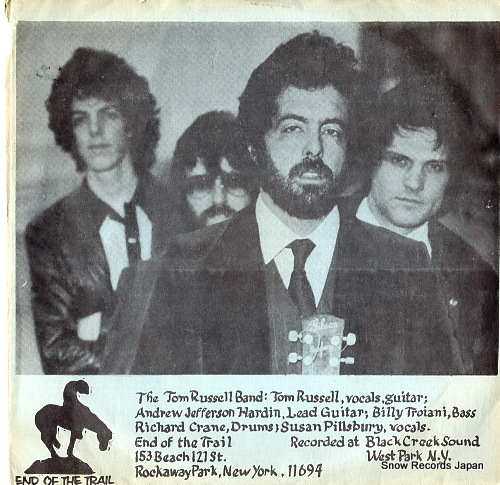 Gibson
The Tom Russell Band: Tom Russell, vocals, guitar;
Andrew Jefferson Hardin, Lead Guitar; Billy Troiani, Bass
Richard Crane, Drums; Susan Pillsbury, vocals.
End of the Trail Recorded at Black Creek Sound
153 Beach 121 St. West Park N.Y.
Rockaway Park, New York, 11694
END OF THE TRAIL
Snow Records Japan